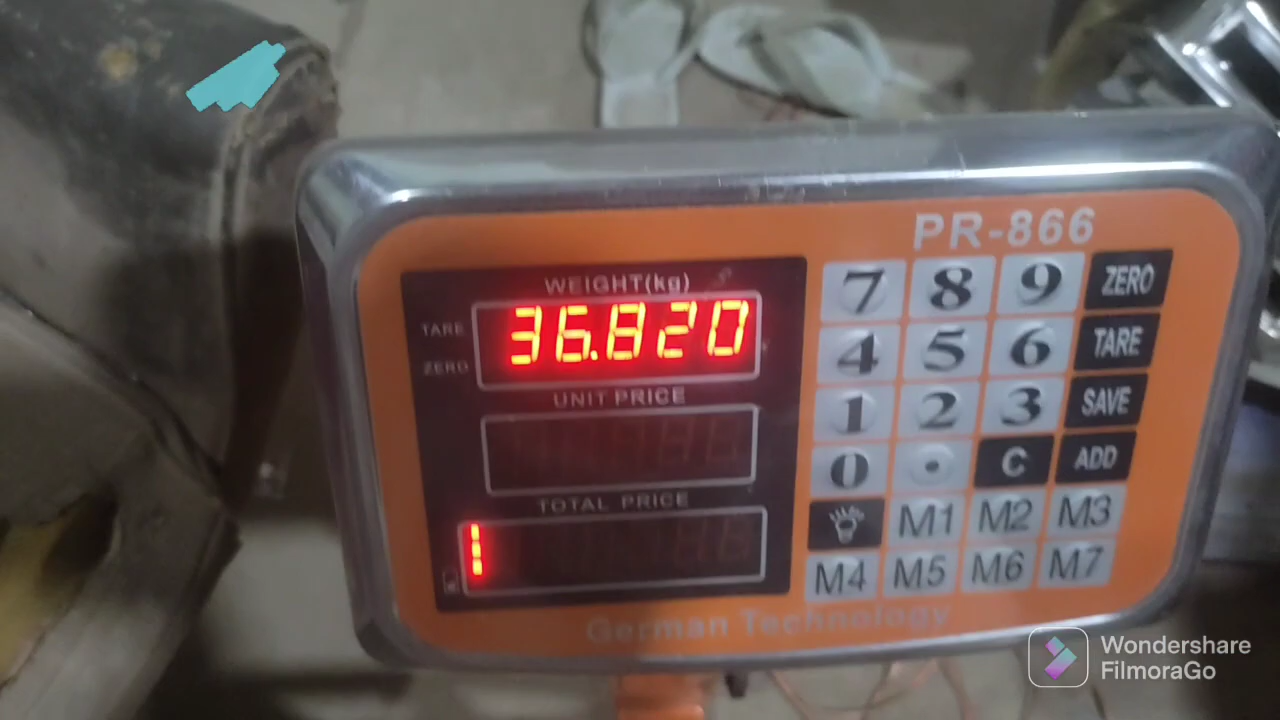 PR-866
WEIGHT(kg)
TARE
ZERO
36.820
UNIT PRICE
TOTAL PRICE
1
7 8 9 ZERO
4 5 6 TARE
1 2 3 SAVE
0 . C ADD
M1 M2 M3
M4 M5 M6 M7
German Technology
Wondershare
FilmoraGo